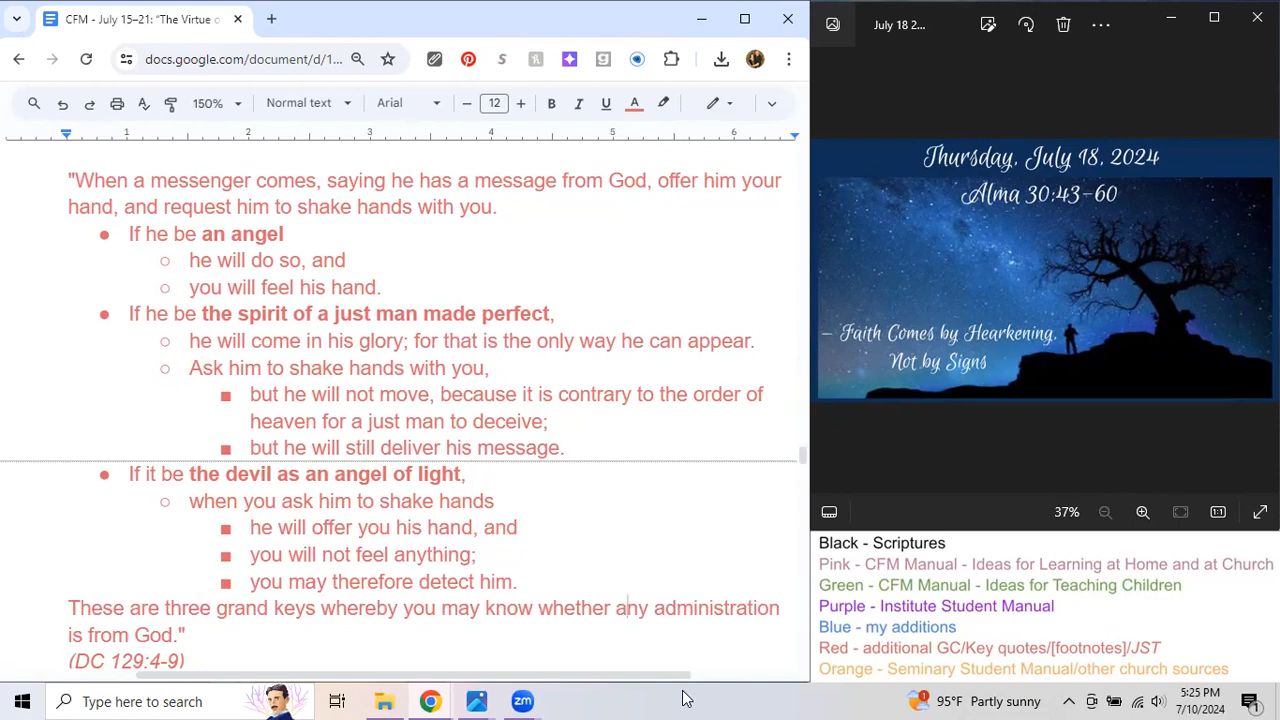 CFM - July 15–21: "The Virtue o
docs.google.com/document/d/1...
150%
Normal text
Arial
12
1 2 3 4 5 6
"When a messenger comes, saying he has a message from God, offer him your
hand, and request him to shake hands with you.
● If he be an angel
○ he will do so, and
○ you will feel his hand.
● If he be the spirit of a just man made perfect,
○ he will come in his glory; for that is the only way he can appear.
○ Ask him to shake hands with you,
■ but he will not move, because it is contrary to the order of
heaven for a just man to deceive;
■ but he will still deliver his message.
● If it be the devil as an angel of light,
○ when you ask him to shake hands
■ he will offer you his hand, and
■ you will not feel anything;
■ you may therefore detect him.
These are three grand keys whereby you may know whether any administration
is from God."
(DC 129:4-9)
July 18 2...
Thursday, July 18, 2024
Alma 30:43-60
– Faith Comes by Hearkening,
Not by Signs
37%
1:1
Black - Scriptures
Pink - CFM Manual - Ideas for Learning at Home and at Church
Green - CFM Manual - Ideas for Teaching Children
Purple - Institute Student Manual
Blue - my additions
Red - additional GC/Key quotes/[footnotes]/JST
Orange - Seminary Student Manual/other church sources
Type here to search
zm
1
95°F Partly sunny
5:25 PM
7/10/2024
1